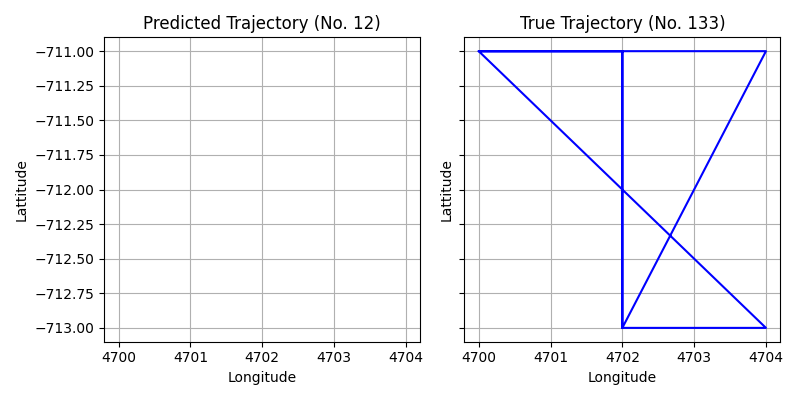 Predicted Trajectory (No. 12)
True Trajectory (No. 133)
Lattitude
−711.00
−711.25
−711.50
−711.75
−712.00
−712.25
−712.50
−712.75
−713.00
4700 4701 4702 4703 4704
Longitude
Lattitude
4700 4701 4702 4703 4704
Longitude